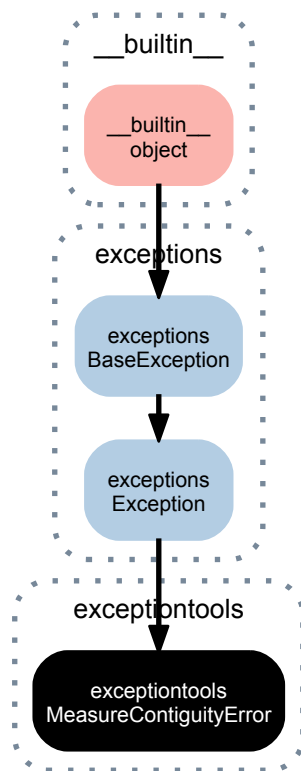 __builtin__
__builtin__
object
exceptions
exceptions
BaseException
exceptions
Exception
exceptiontools
exceptiontools
MeasureContiguityError